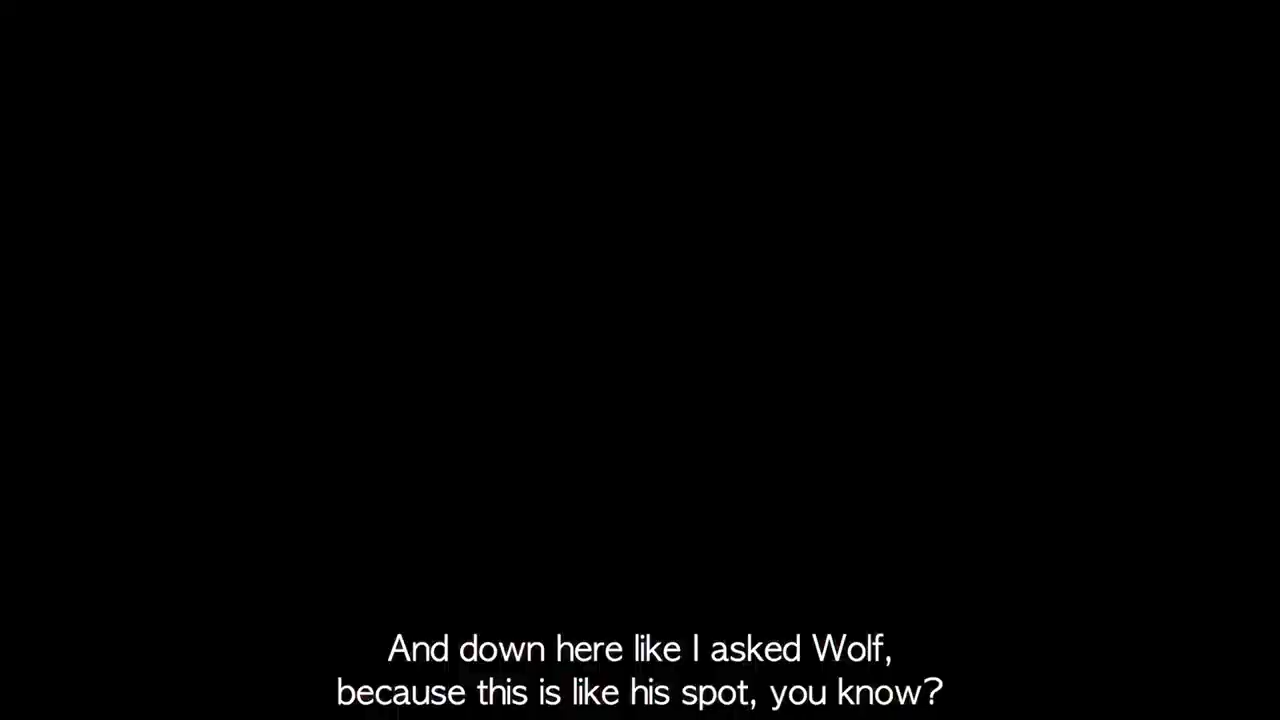 And down here like I asked Wolf,
because this is like his spot, you know?